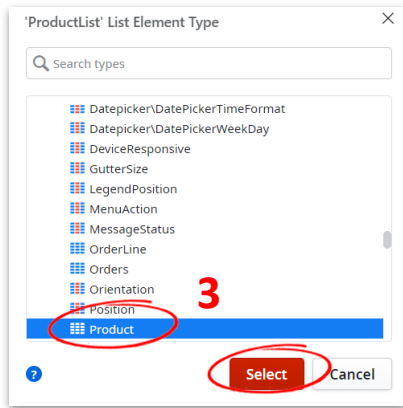 'ProductList' List Element Type
Search types
Datepicker\DatePickerTimeFormat
Datepicker\DatePickerWeekDay
DeviceResponsive
GutterSize
LegendPosition
MenuAction
MessageStatus
OrderLine
Orders
Orientation
3
Position
Product
?
Select
Cancel